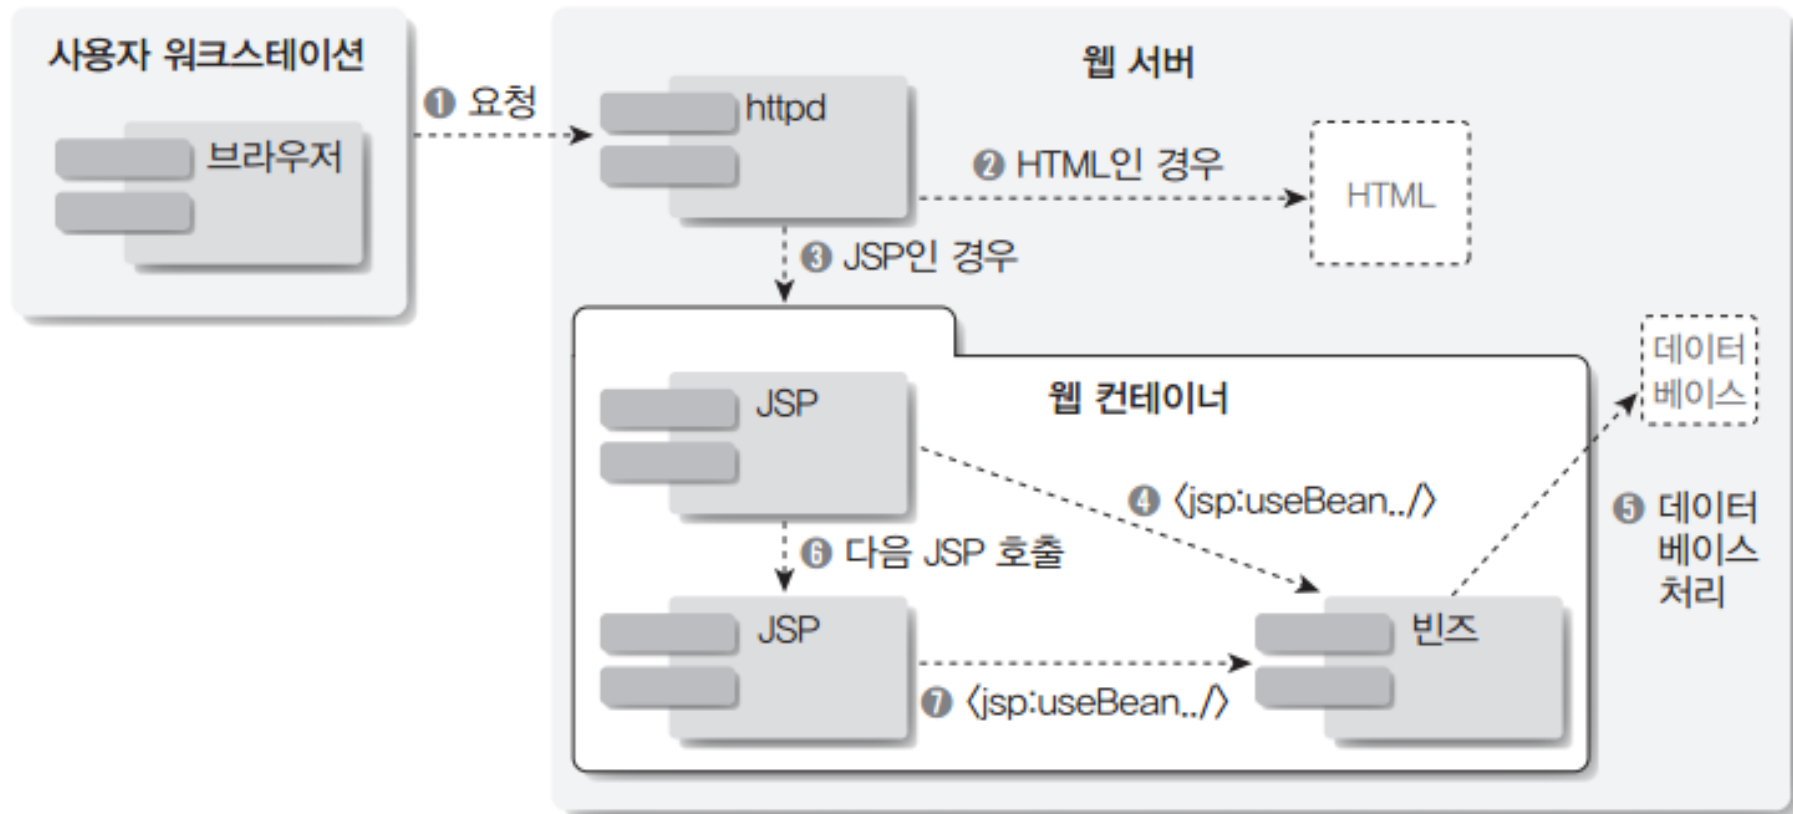 사용자 워크스테이션
브라우저
❶ 요청
웹 서버
httpd
❷ HTML인 경우
HTML
❸ JSP인 경우
웹 컨테이너
JSP
❹ 〈jsp:useBean../〉
데이터
베이스
❺ 데이터
베이스
처리
❻ 다음 JSP 호출
JSP
❼ 〈jsp:useBean../〉
빈즈